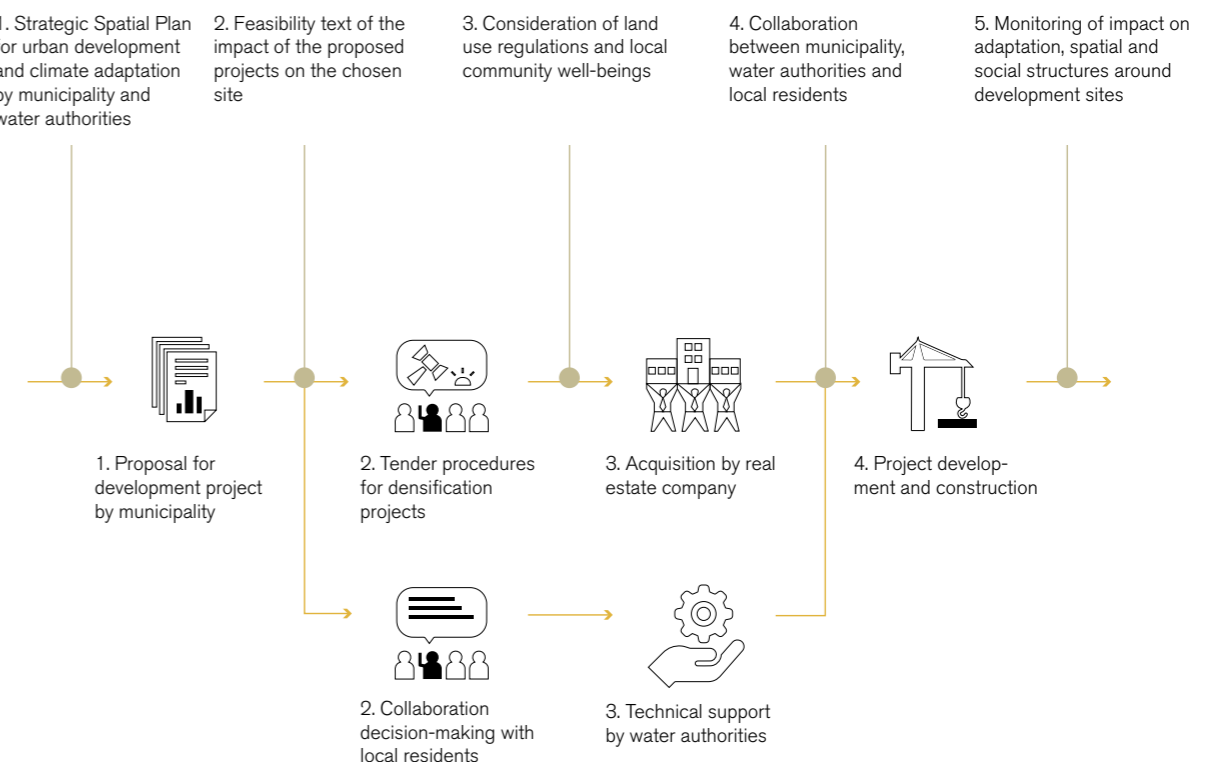 1. Strategic Spatial Plan
for urban development
and climate adaptation
by municipality and
water authorities
2. Feasibility text of the
impact of the proposed
projects on the chosen
site
3. Consideration of land
use regulations and local
community well-beings
4. Collaboration
between municipality,
water authorities and
local residents
5. Monitoring of impact on
adaptation, spatial and
social structures around
development sites
1. Proposal for
development project
by municipality
2. Tender procedures
for densification
projects
3. Acquisition by real
estate company
4. Project develop-
ment and construction
2. Collaboration
decision-making with
local residents
3. Technical support
by water authorities